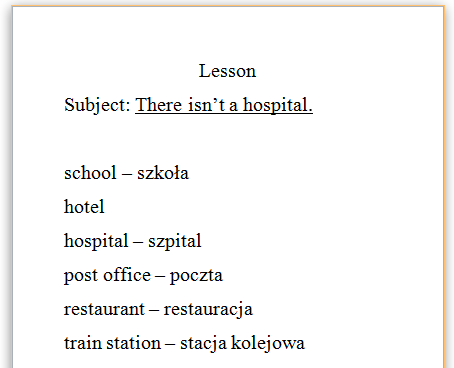 Lesson
Subject: There isn’t a hospital.
school – szkoła
hotel
hospital – szpital
post office – poczta
restaurant – restauracja
train station – stacja kolejowa